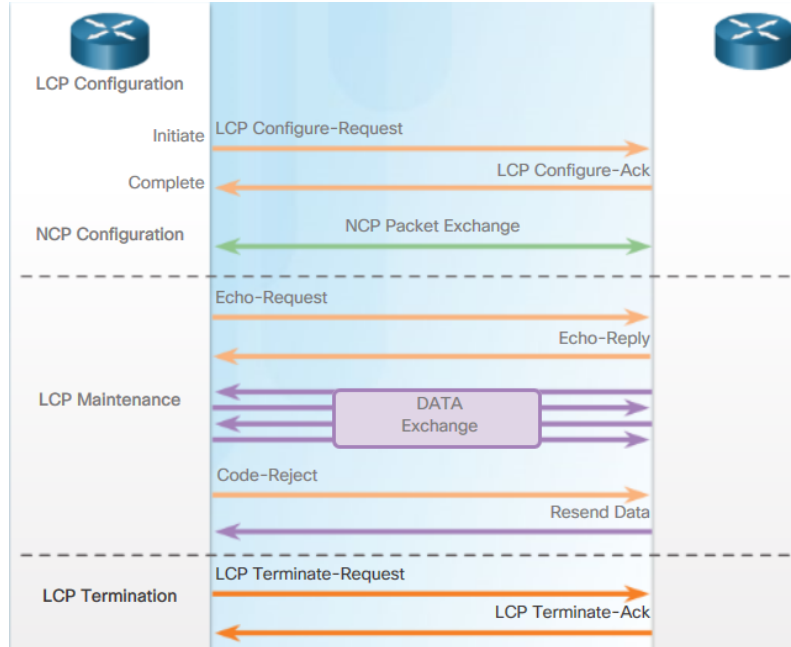 LCP Configuration
Initiate
LCP Configure-Request
LCP Configure-Ack
Complete
NCP Configuration
NCP Packet Exchange
Echo-Request
Echo-Reply
LCP Maintenance
DATA
Exchange
Code-Reject
Resend Data
LCP Terminate-Request
LCP Termination
LCP Terminate-Ack